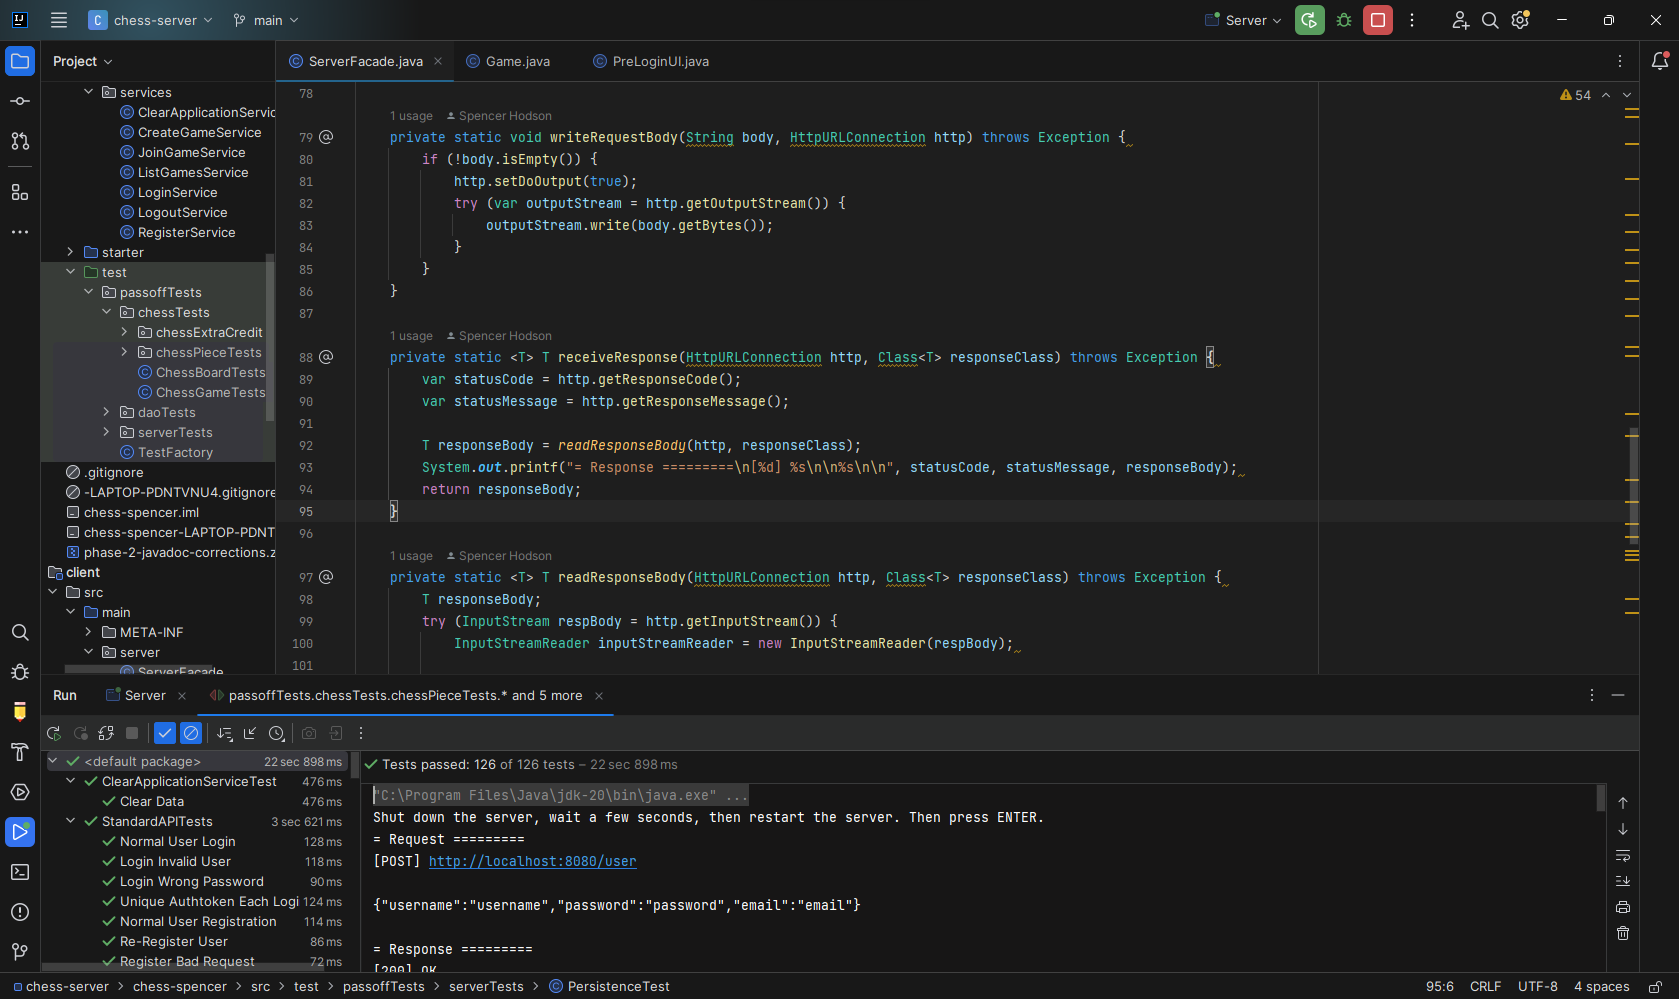 IJ
C chess-server
main
Server
Project
ServerFacade.java
Game.java
PreLoginUI.java
services
ClearApplicationServic
CreateGameService
JoinGameService
ListGamesService
LoginService
LogoutService
RegisterService
starter
test
passoffTests
chessTests
chessExtraCredit
chessPieceTests
ChessBoardTests
ChessGameTests
daoTests
serverTests
TestFactory
.gitignore
-LAPTOP-PDNTVNU4.gitignore
chess-spencer.iml
chess-spencer-LAPTOP-PDNT
phase-2-javadoc-corrections.z
client
src
main
META-INF
server
ServerFacade
54
78
1 usage Spencer Hodson
79 @ private static void writeRequestBody(String body, HttpURLConnection http) throws Exception {
80 if (!body.isEmpty()) {
81 http.setDoOutput(true);
82 try (var outputStream = http.getOutputStream()) {
83 outputStream.write(body.getBytes());
84 }
85 }
86 }
87
1 usage Spencer Hodson
88 @ private static <T> T receiveResponse(HttpURLConnection http, Class<T> responseClass) throws Exception {
89 var statusCode = http.getResponseCode();
90 var statusMessage = http.getResponseMessage();
91
92 T responseBody = readResponseBody(http, responseClass);
93 System.out.printf("= Response =========\n[%d] %s\n\n%s\n\n", statusCode, statusMessage, responseBody);
94 return responseBody;
95 }
96
1 usage Spencer Hodson
97 @ private static <T> T readResponseBody(HttpURLConnection http, Class<T> responseClass) throws Exception {
98 T responseBody;
99 try (InputStream respBody = http.getInputStream()) {
100 InputStreamReader inputStreamReader = new InputStreamReader(respBody);
101
Run
Server
passoffTests.chessTests.chessPieceTests.* and 5 more
<default package> 22 sec 898 ms
ClearApplicationServiceTest 476 ms
Clear Data 476 ms
StandardAPITests 3 sec 621 ms
Normal User Login 128 ms
Login Invalid User 118 ms
Login Wrong Password 90 ms
Unique Authtoken Each Logi 124 ms
Normal User Registration 114 ms
Re-Register User 86 ms
Register Bad Request 72 ms
Tests passed: 126 of 126 tests – 22 sec 898 ms
"C:\Program Files\Java\jdk-20\bin\java.exe" ...
Shut down the server, wait a few seconds, then restart the server. Then press ENTER.
= Request =========
[POST] http://localhost:8080/user
{"username":"username","password":"password","email":"email"}
= Response =========
[200] OK
chess-server > chess-spencer > src > test > passoffTests > serverTests > PersistenceTest
95:6 CRLF UTF-8 4 spaces